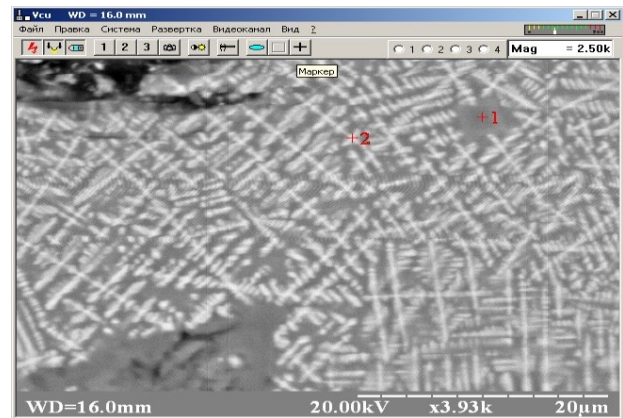 Vcu WD = 16.0 mm
Файл Правка Система Развертка Видеоканал Вид ?
1 2 3 1 2 3 4 Mag = 2.50k
Маркер
+1
+2
WD=16.0mm 20.00kV x3.93k 20μm